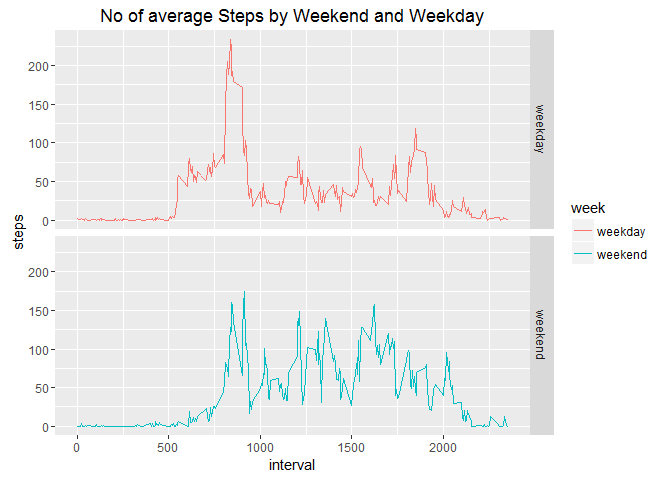 No of average Steps by Weekend and Weekday
200
150
100
50
0
weekday
200
150
100
50
0
weekend
steps
0
500
1000
1500
2000
interval
week
weekday
weekend